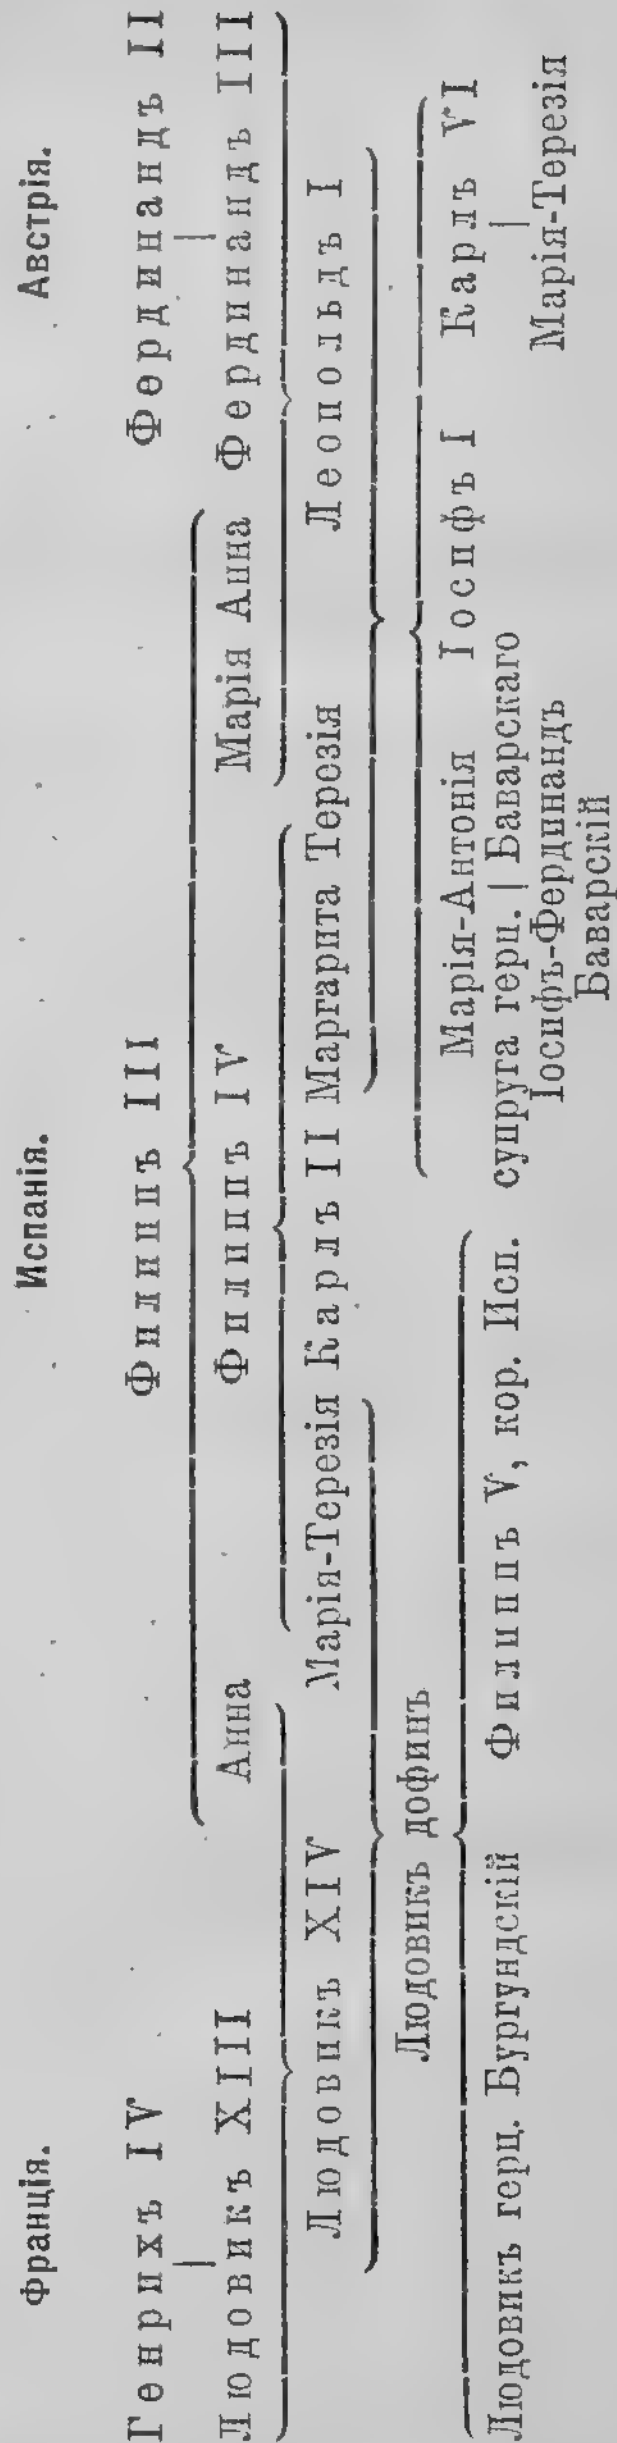 Франція. Испанія. Австрія.
Генрихъ IV Филиппъ III Фердинандъ II
Людовикъ XIII Анна Филиппъ IV Марія Анна Фердинандъ III
Людовикъ XIV Марія-Терезія Карлъ II Маргарита Терезія Леопольдъ I
Людовикъ дофинъ Марія-Антонія Іосифъ I Карлъ VI
Людовикъ герц. Бургундскій Филиппъ V, кор. Исп. супруга герц. | Баварскаго
Іосифъ-Фердинандъ Марія-Терезія
Баварскій